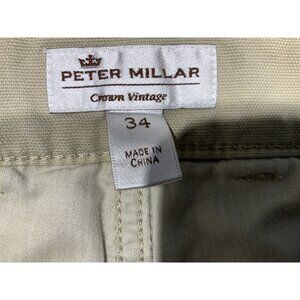 PETER MILLAR
Crown Vintage
34
MADE IN
CHINA